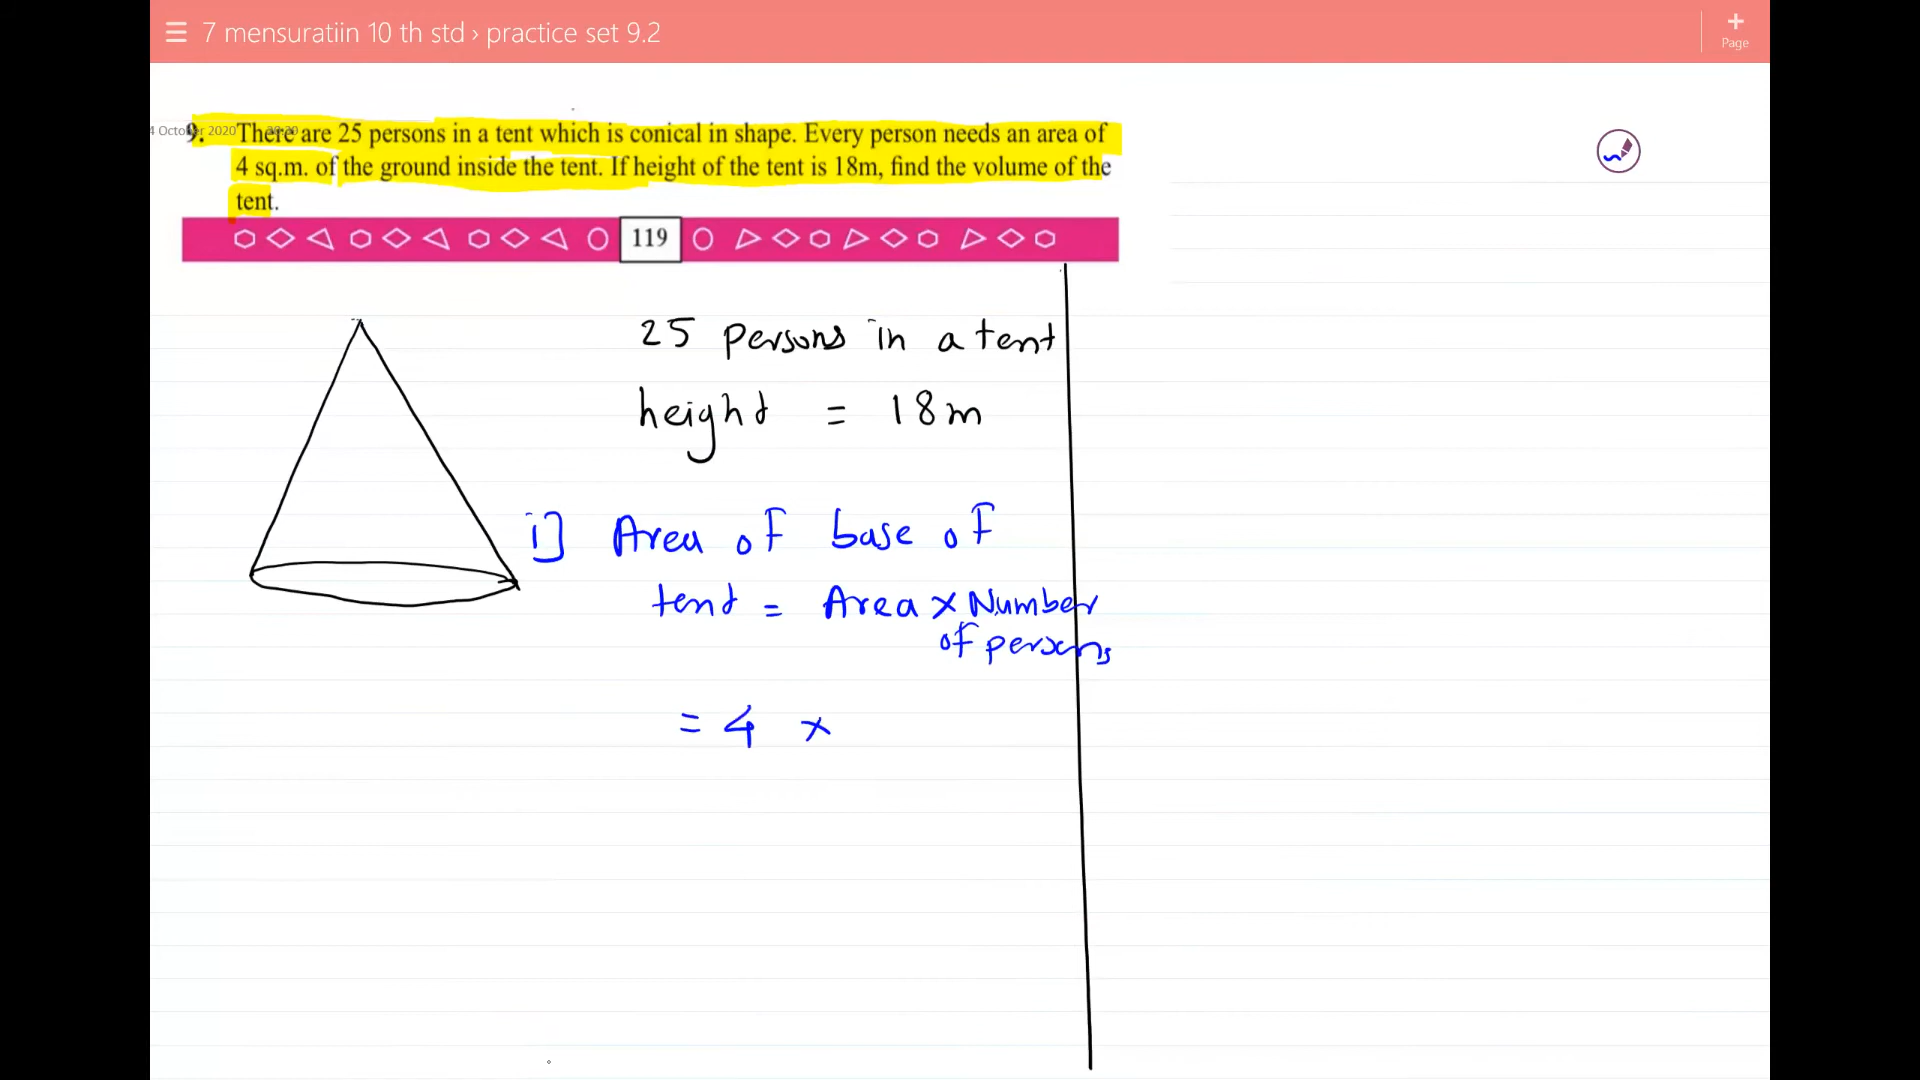 7 mensuratiin 10 th std › practice set 9.2
Page
4 October 2020
9. There are 25 persons in a tent which is conical in shape. Every person needs an area of
4 sq.m. of the ground inside the tent. If height of the tent is 18m, find the volume of the
tent.
119
25 persons in a tent
height = 18m
i] Area of base of
tent = Area x Number
of persons
= 4 x